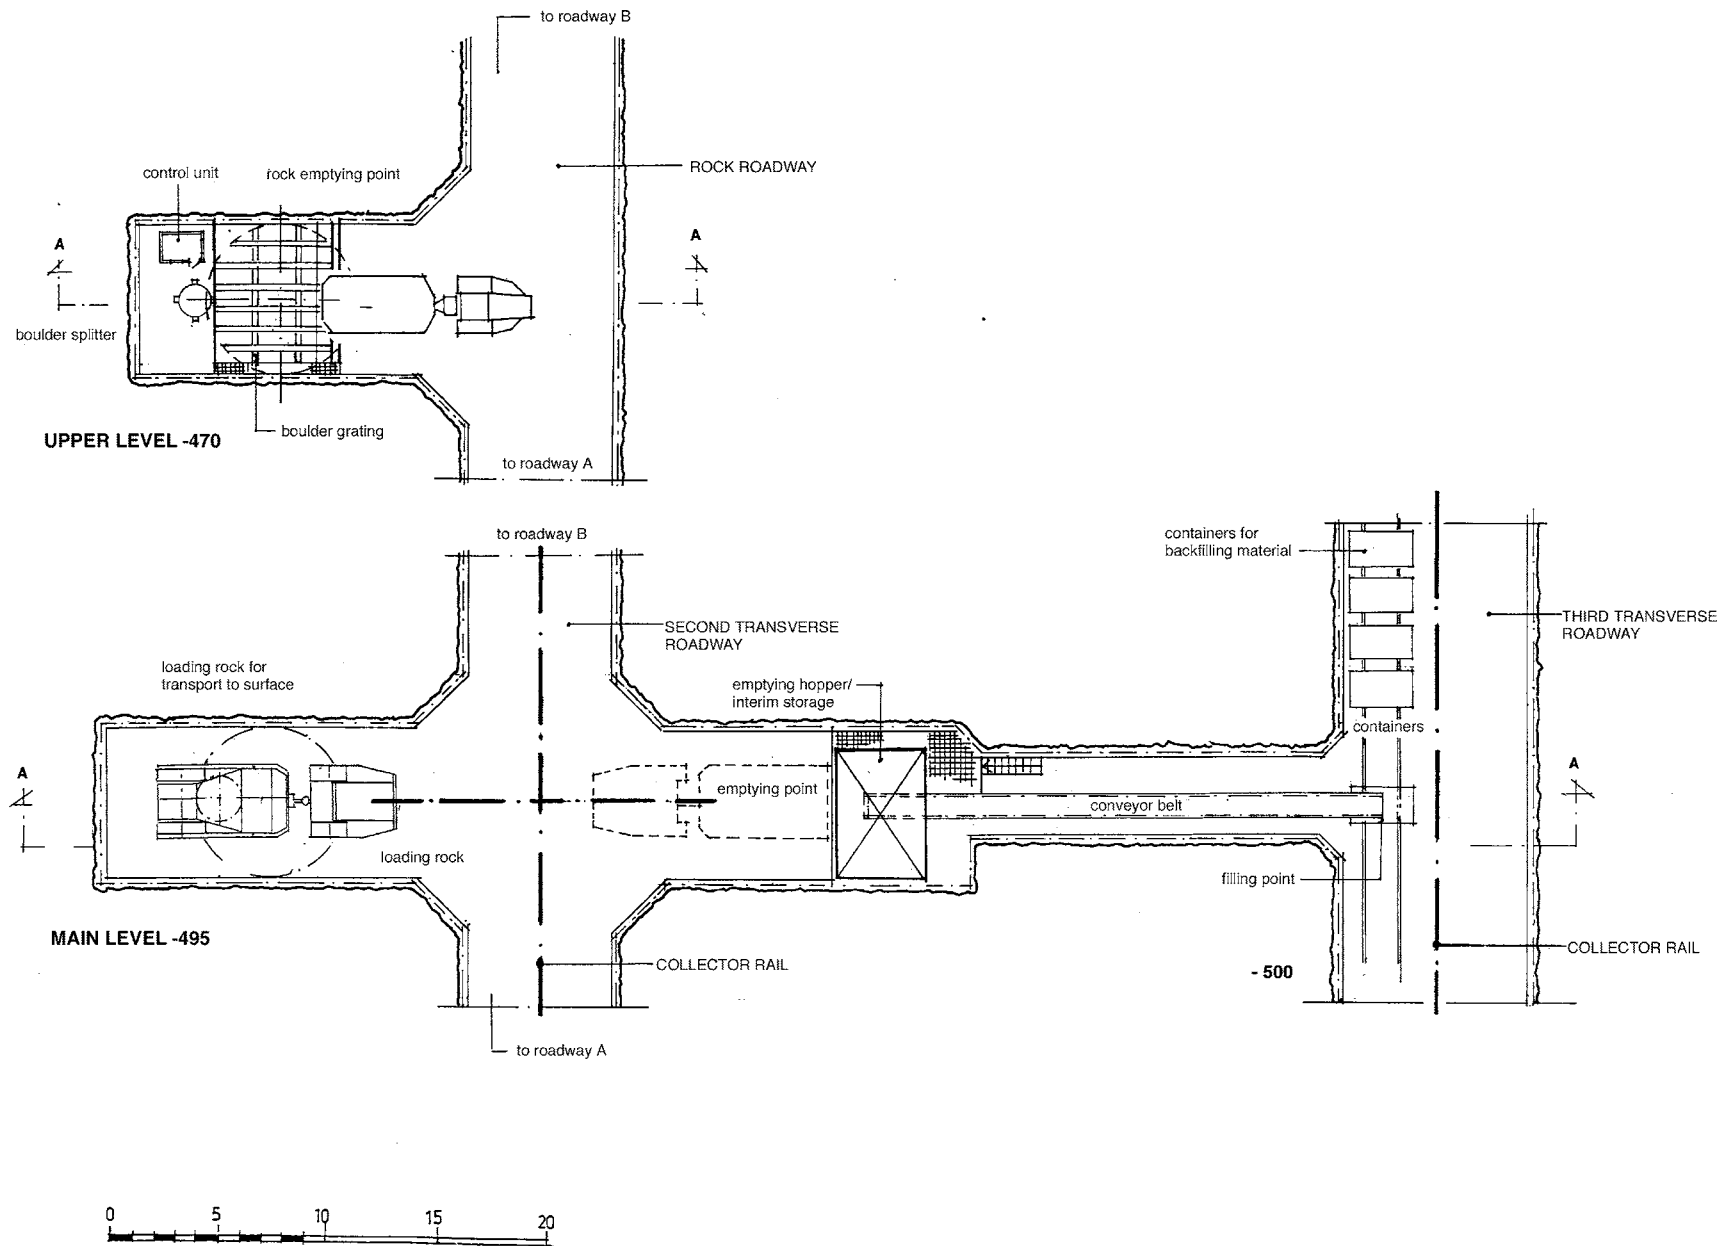 to roadway B
ROCK ROADWAY
control unit
rock emptying point
A
A
boulder splitter
boulder grating
UPPER LEVEL -470
to roadway A
to roadway B
containers for
backfilling material
SECOND TRANSVERSE
ROADWAY
THIRD TRANSVERSE
ROADWAY
loading rock for
transport to surface
emptying hopper/
interim storage
containers
A
A
emptying point
conveyor belt
loading rock
filling point
MAIN LEVEL -495
COLLECTOR RAIL
COLLECTOR RAIL
- 500
to roadway A
0 5 10 15 20